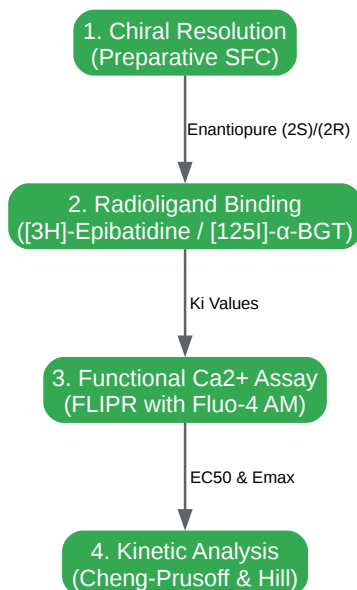 1. Chiral Resolution
(Preparative SFC)
Enantiopure (2S)/(2R)
2. Radioligand Binding
([3H]-Epibatidine / [125I]-α-BGT)
Ki Values
3. Functional Ca2+ Assay
(FLIPR with Fluo-4 AM)
EC50 & Emax
4. Kinetic Analysis
(Cheng-Prusoff & Hill)